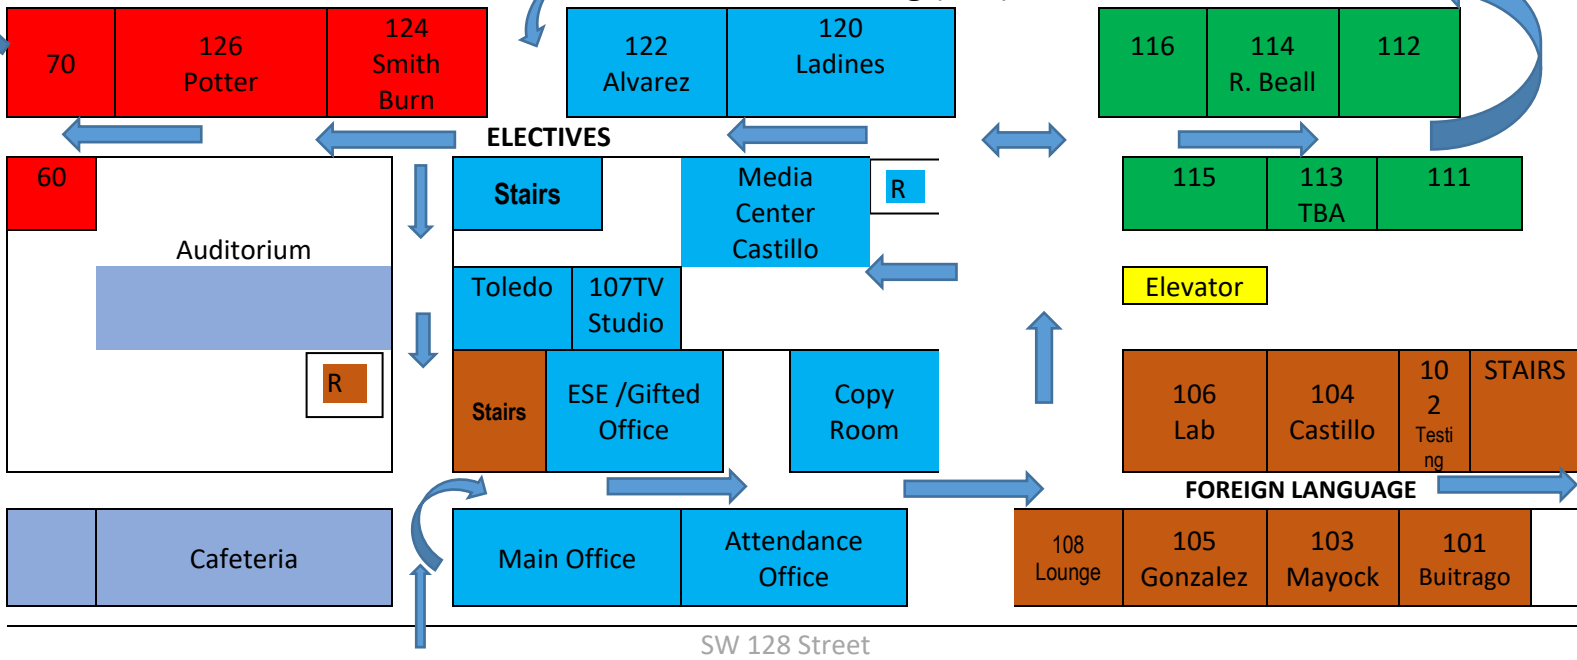 70
126
Potter
124
Smith
Burn
122
Alvarez
120
Ladines
116
114
R. Beall
112
ELECTIVES
60
Auditorium
R
Stairs
Media
Center
Castillo
R
Toledo
107TV
Studio
Stairs
ESE /Gifted
Office
Copy
Room
115
113
TBA
111
Elevator
106
Lab
104
Castillo
10
2
Testi
ng
STAIRS
FOREIGN LANGUAGE
Cafeteria
Main Office
Attendance
Office
108
Lounge
105
Gonzalez
103
Mayock
101
Buitrago
SW 128 Street